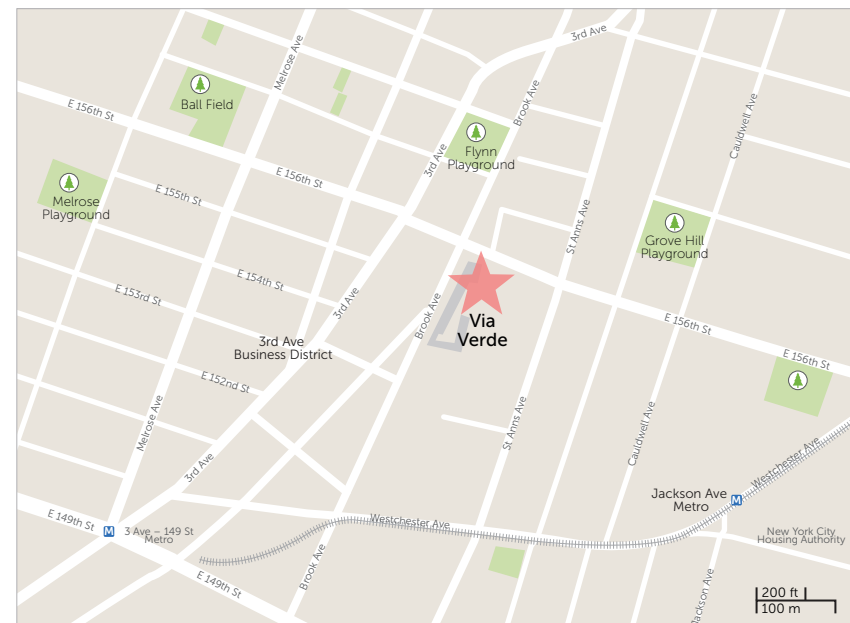 3rd Ave
Melrose Ave
Ball Field
E 156th St
Brook Ave
Cauldwell Ave
3rd Ave
Flynn
Playground
E 156th St
Melrose
Playground
E 155th St
St Anns Ave
Grove Hill
Playground
E 154th St
E 153rd St
3rd Ave
Brook Ave
Via
Verde
E 156th St
3rd Ave
Business District
E 156th St
E 152nd St
Melrose Ave
St Anns Ave
Cauldwell Ave
3rd Ave
Westchester Ave
Jackson Ave
Metro
E 149th St
3 Ave – 149 St
Metro
Westchester Ave
New York City
Housing Authority
Brook Ave
E 149th St
Jackson Ave
200 ft
100 m
M
M